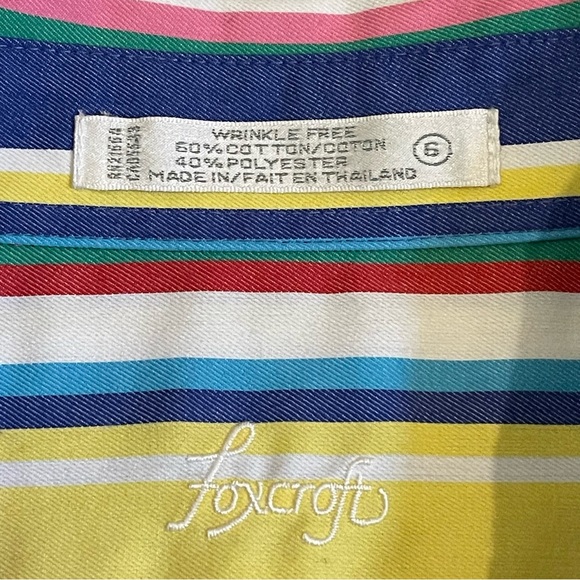 WRINKLE FREE
60% COTTON/COTON
40% POLYESTER
MADE IN/FAIT EN THAILAND
6
foxcroft